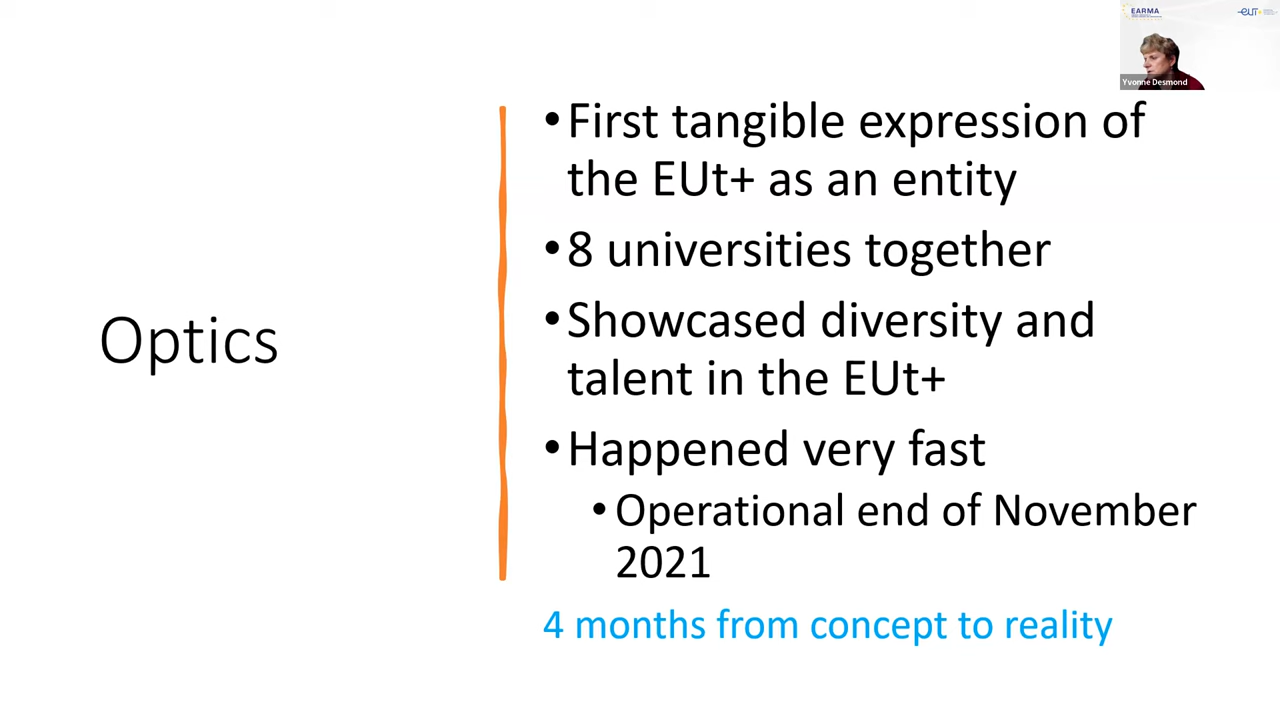 EARMA
EUT
Yvonne Desmond
Optics
•First tangible expression of
the EUt+ as an entity
•8 universities together
•Showcased diversity and
talent in the EUt+
•Happened very fast
•Operational end of November
2021
4 months from concept to reality